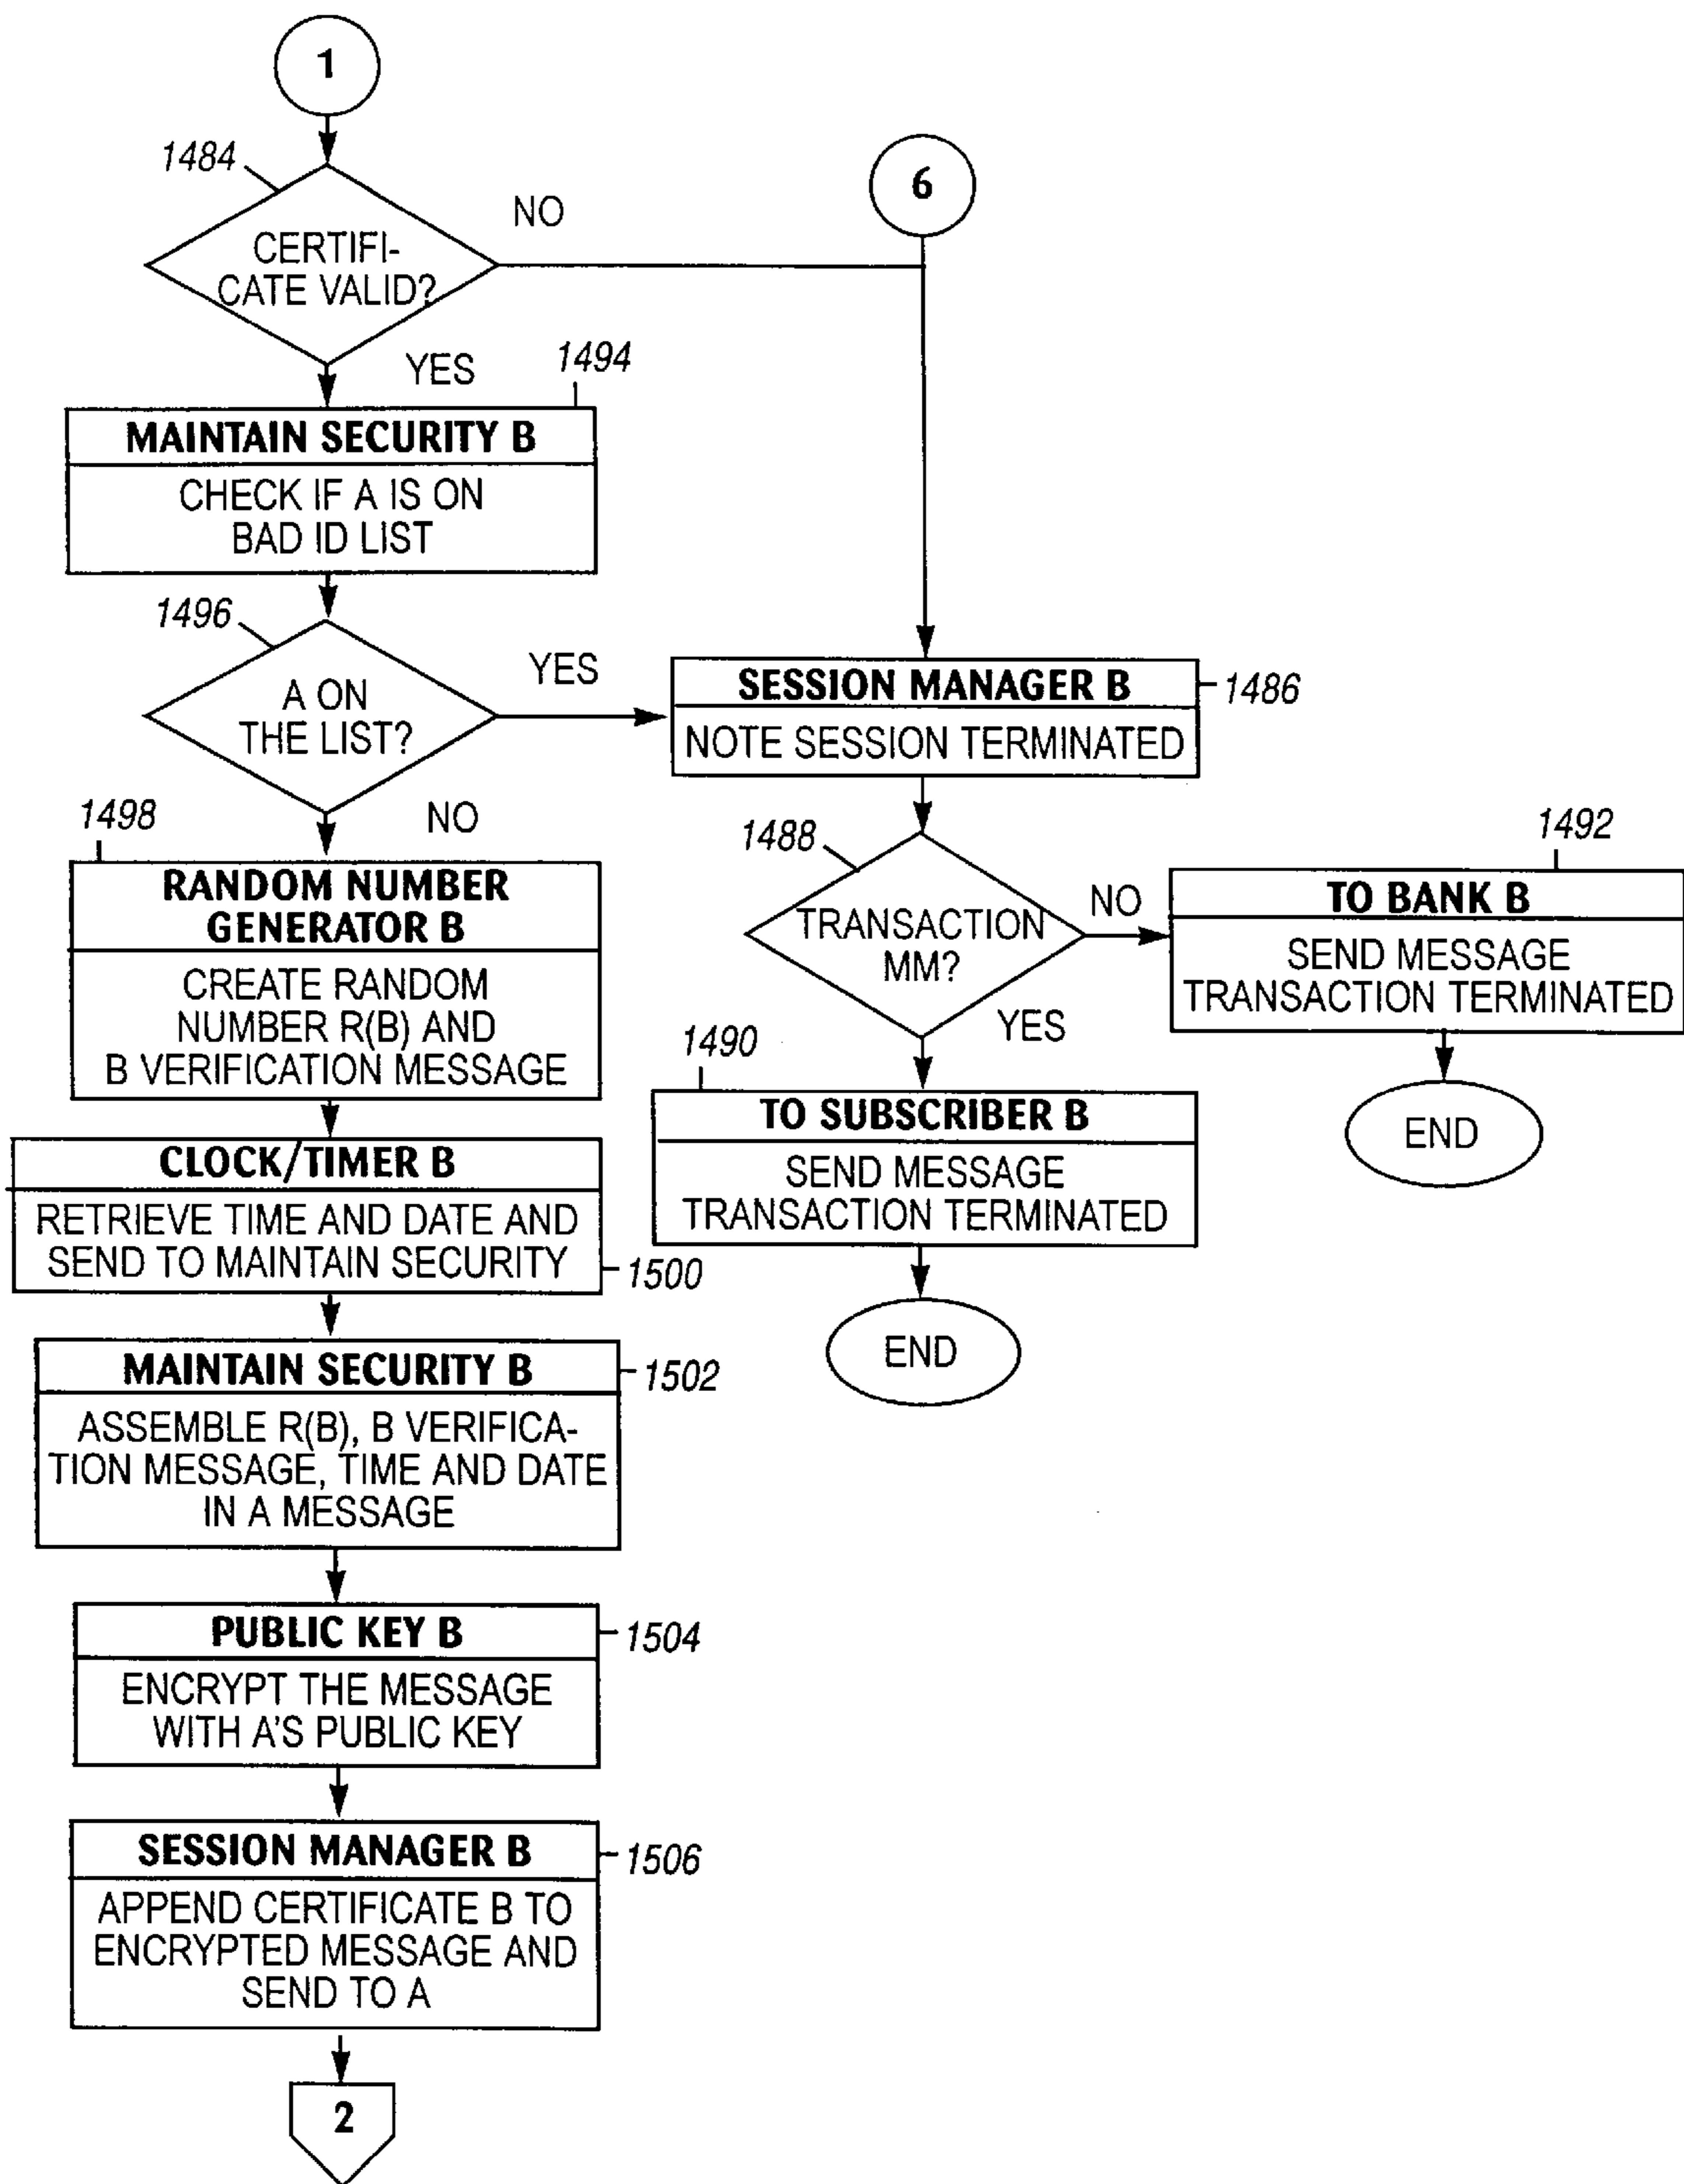 1
1484
CERTIFI-
CATE VALID?
NO
6
YES
1494
MAINTAIN SECURITY B
CHECK IF A IS ON
BAD ID LIST
1496
A ON
THE LIST?
YES
SESSION MANAGER B
1486
NOTE SESSION TERMINATED
NO
1498
RANDOM NUMBER
GENERATOR B
CREATE RANDOM
NUMBER R(B) AND
B VERIFICATION MESSAGE
1488
TRANSACTION
MM?
NO
1492
TO BANK B
SEND MESSAGE
TRANSACTION TERMINATED
END
YES
1490
TO SUBSCRIBER B
SEND MESSAGE
TRANSACTION TERMINATED
END
CLOCK/TIMER B
RETRIEVE TIME AND DATE AND
SEND TO MAINTAIN SECURITY
1500
MAINTAIN SECURITY B
1502
ASSEMBLE R(B), B VERIFICA-
TION MESSAGE, TIME AND DATE
IN A MESSAGE
PUBLIC KEY B
1504
ENCRYPT THE MESSAGE
WITH A'S PUBLIC KEY
SESSION MANAGER B
1506
APPEND CERTIFICATE B TO
ENCRYPTED MESSAGE AND
SEND TO A
2